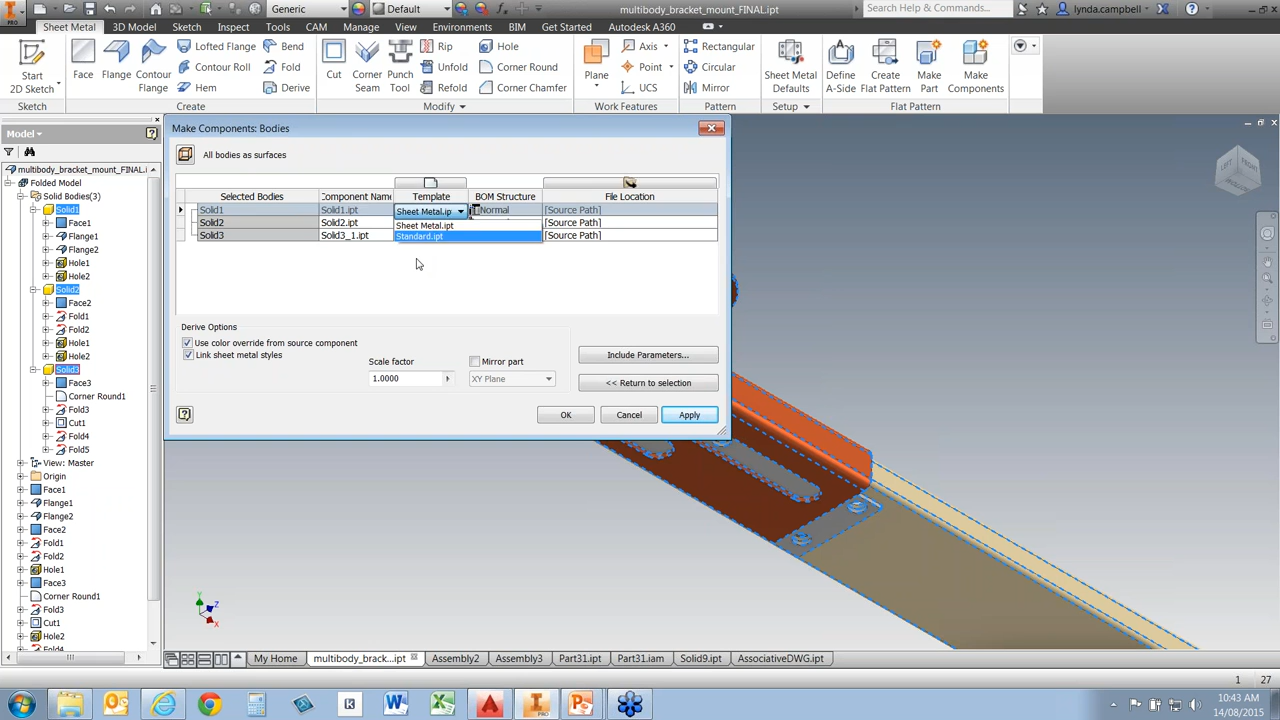 PRO
Generic
Default
multibody_bracket_mount_FINAL.ipt
Search Help & Commands...
lynda.campbell
Sheet Metal
3D Model
Sketch
Inspect
Tools
CAM
Manage
View
Environments
BIM
Get Started
Autodesk A360
Start
2D Sketch
Face
Flange
Contour
Flange
Lofted Flange
Contour Roll
Hem
Bend
Fold
Derive
Cut
Corner
Seam
Punch
Tool
Rip
Unfold
Refold
Hole
Corner Round
Corner Chamfer
Plane
Axis
Point
UCS
Rectangular
Circular
Mirror
Sheet Metal
Defaults
Define
A-Side
Create
Flat Pattern
Make
Part
Make
Components
Sketch
Create
Modify
Work Features
Pattern
Setup
Flat Pattern
Model
multibody_bracket_mount_FINAL.i
Folded Model
Solid Bodies(3)
Solid1
Face1
Flange1
Flange2
Hole1
Hole2
Solid2
Face2
Fold1
Fold2
Hole1
Hole2
Solid3
Face3
Corner Round1
Fold3
Cut1
Fold4
Fold5
View: Master
Origin
Face1
Flange1
Flange2
Face2
Fold1
Fold2
Hole1
Face3
Corner Round1
Fold3
Cut1
Hole2
Fold4
Make Components: Bodies
All bodies as surfaces
Selected Bodies
Component Name
Template
BOM Structure
File Location
Solid1
Solid1.ipt
Sheet Metal.ip
Normal
[Source Path]
Solid2
Solid2.ipt
Sheet Metal.ipt
[Source Path]
Solid3
Solid3_1.ipt
Standard.ipt
[Source Path]
Derive Options
Use color override from source component
Link sheet metal styles
Scale factor
1.0000
Mirror part
XY Plane
Include Parameters...
<< Return to selection
OK
Cancel
Apply
LEFT
FRONT
Y
Z
X
My Home
multibody_brack...ipt
Assembly2
Assembly3
Part31.ipt
Part31.iam
Solid9.ipt
AssociativeDWG.ipt
1
27
10:43 AM
14/08/2015